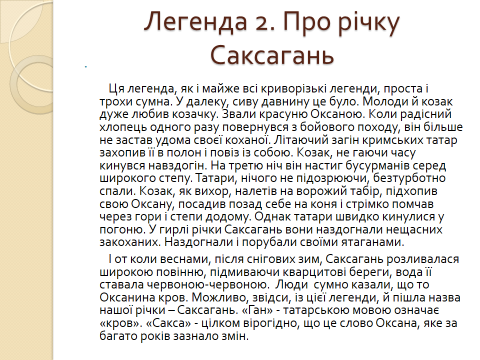 Легенда 2. Про річку
Саксагань
Ця легенда, як і майже всі криворізькі легенди, проста і
трохи сумна. У далеку, сиву давнину це було. Молоди й козак
дуже любив козачку. Звали красуню Оксаною. Коли радісний
хлопець одного разу повернувся з бойового походу, він більше
не застав удома своєї коханої. Літаючий загін кримських татар
захопив її в полон і повіз із собою. Козак, не гаючи часу
кинувся навздогін. На третю ніч він настиг бусурманів серед
широкого степу. Татари, нічого не підозрюючи, безтурботно
спали. Козак, як вихор, налетів на ворожий табір, підхопив
свою Оксану, посадив позад себе на коня і стрімко помчав
через гори і степи додому. Однак татари швидко кинулися у
погоню. У гирлі річки Саксагань вони наздогнали нещасних
закоханих. Наздогнали і порубали своїми ятаганами.
І от коли веснами, після снігових зим, Саксагань розливалася
широкою повінню, підмиваючи кварцитові береги, вода її
ставала червоною-червоною. Люди сумно казали, що то
Оксанина кров. Можливо, звідси, із цієї легенди, й пішла назва
нашої річки – Саксагань. «Ган» - татарською мовою означає
«кров». «Сакса» - цілком вірогідно, що це слово Оксана, яке за
багато років зазнало змін.